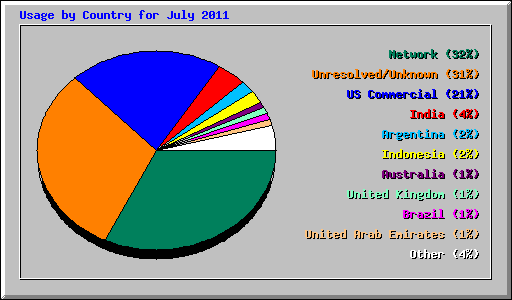 Usage by Country for July 2011
Network (32%)
Unresolved/Unknown (31%)
US Commercial (21%)
India (4%)
Argentina (2%)
Indonesia (2%)
Australia (1%)
United Kingdom (1%)
Brazil (1%)
United Arab Emirates (1%)
Other (4%)